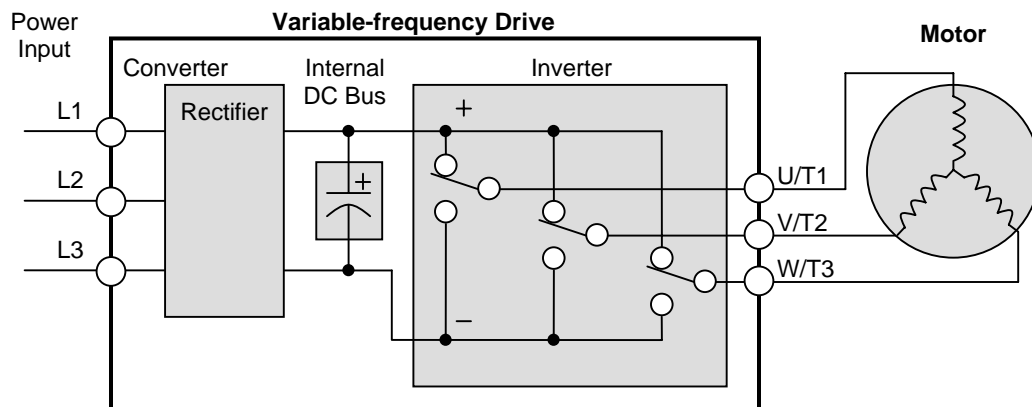 Power
Input
Variable-frequency Drive
Motor
Converter
Internal
DC Bus
Inverter
Rectifier
L1
L2
L3
+
+
–
U/T1
V/T2
W/T3